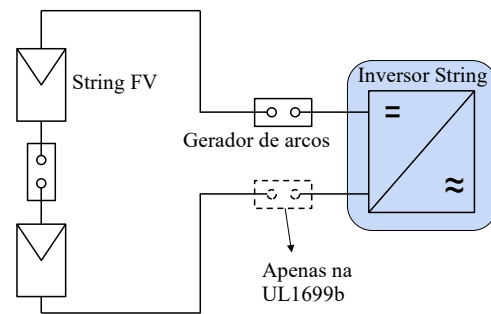 Inversor String
String FV
=
Gerador de arcos
≈
Apenas na
UL1699b